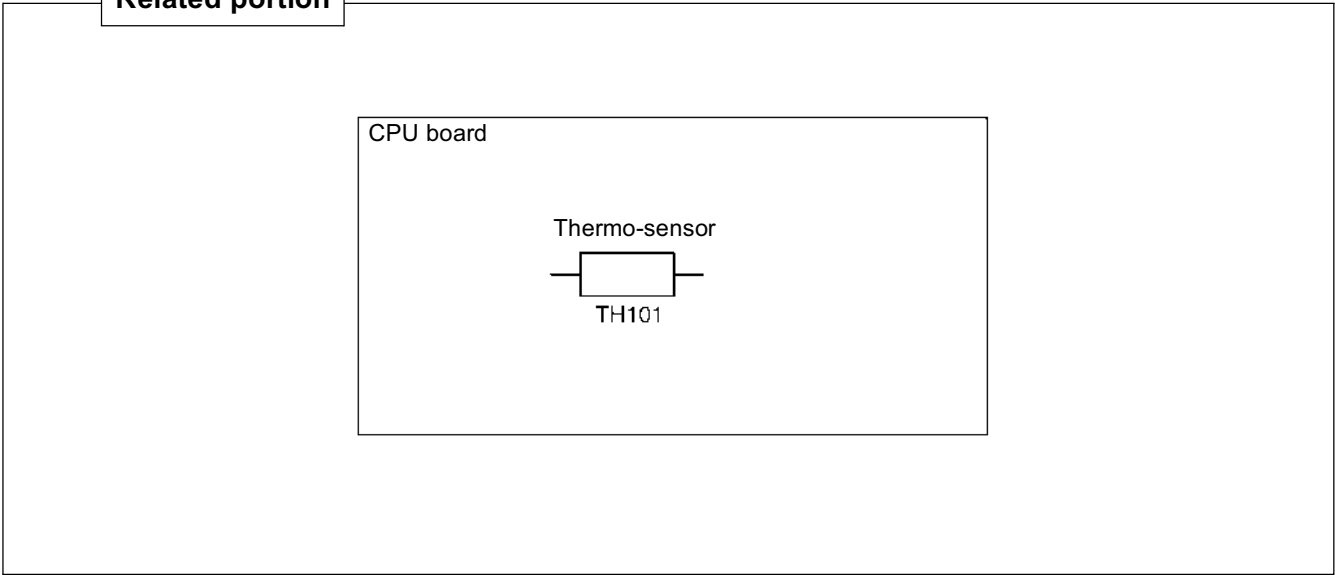 Related portion
CPU board
Thermo-sensor
TH101